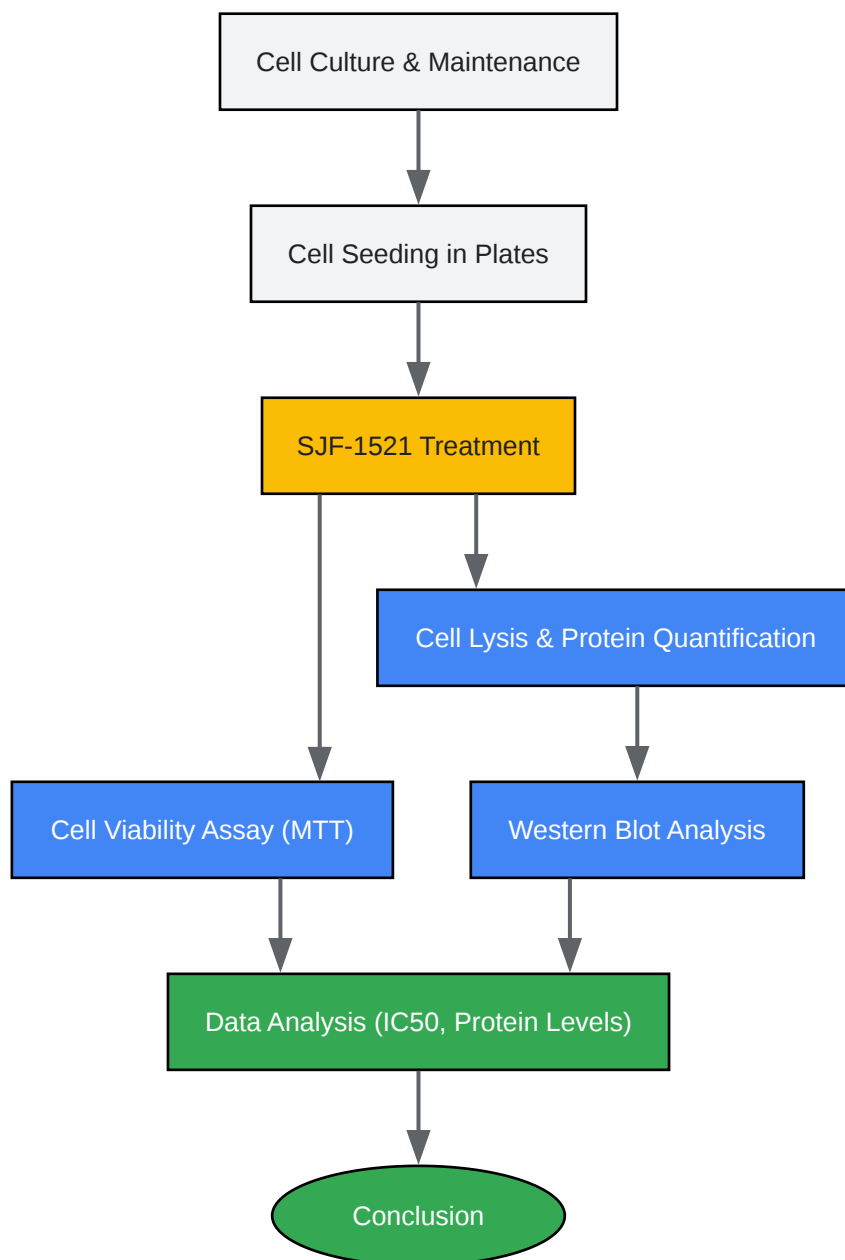 Cell Culture & Maintenance
Cell Seeding in Plates
SJF-1521 Treatment
Cell Lysis & Protein Quantification
Cell Viability Assay (MTT)
Western Blot Analysis
Data Analysis (IC50, Protein Levels)
Conclusion